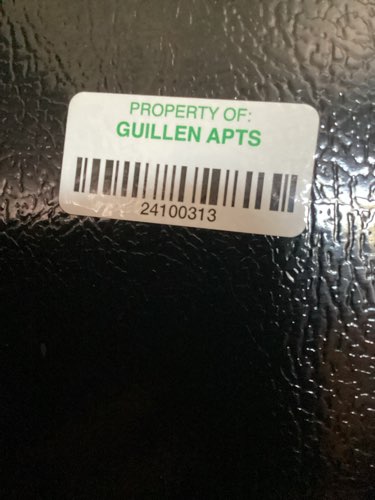 PROPERTY OF:
GUILLEN APTS
24100313